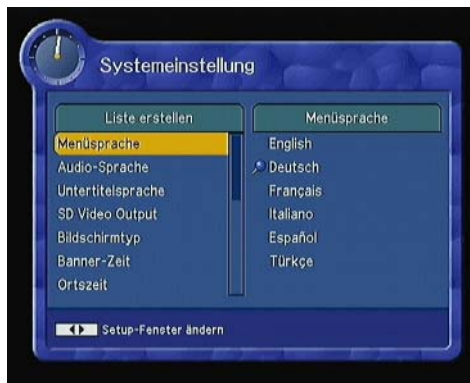 Systemeinstellung
Liste erstellen
Menüsprache
Audio-Sprache
Untertitelsprache
SD Video Output
Bildschirmtyp
Banner-Zeit
Ortszeit
Menüsprache
English
Deutsch
Français
Italiano
Español
Türkçe
Setup-Fenster ändern